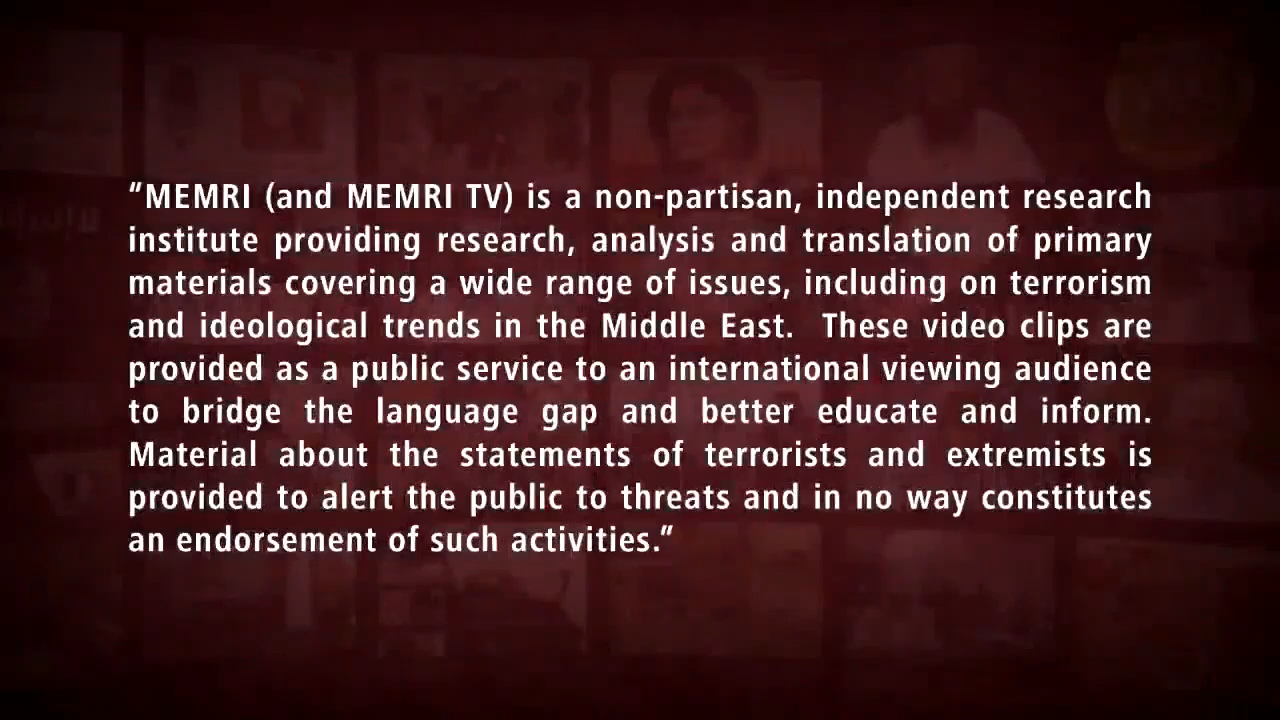 “MEMRI (and MEMRI TV) is a non-partisan, independent research
institute providing research, analysis and translation of primary
materials covering a wide range of issues, including on terrorism
and ideological trends in the Middle East.  These video clips are
provided as a public service to an international viewing audience
to bridge the language gap and better educate and inform.
Material about the statements of terrorists and extremists is
provided to alert the public to threats and in no way constitutes
an endorsement of such activities.”